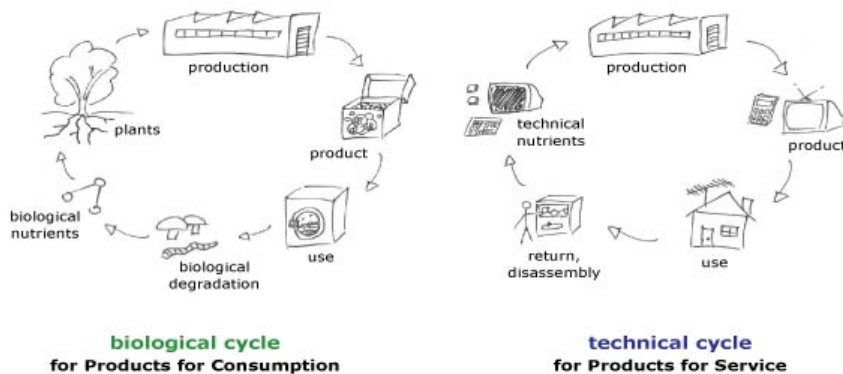 production
plants
product
biological
nutrients
biological
degradation
use
biological cycle
for Products for Consumption
production
technical
nutrients
product
return,
disassembly
use
technical cycle
for Products for Service